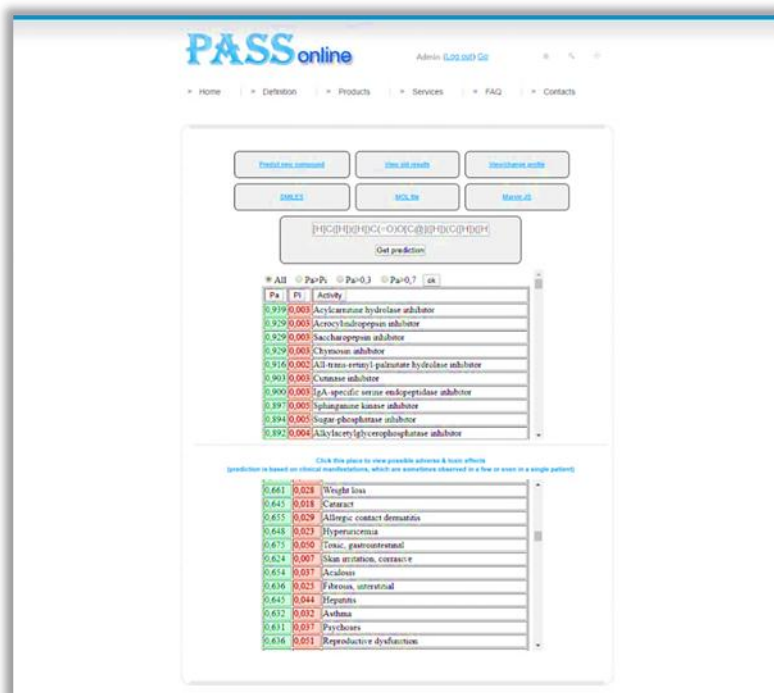 PASS online
Admin (Log out) Go
» Home » Definition » Products » Services » FAQ » Contacts
Predict new compound View old results View/change profile
SMILES MOL file Marvin JS
[H]C([H])([H])C(=O)O[C@]([H])(C([H])([H
Get prediction
All Pa>Pi Pa>0,3 Pa>0,7 ok
Pa Pi Activity
0,939 0,003 Acylcarnitine hydrolase inhibitor
0,929 0,003 Acrocylindropepsin inhibitor
0,929 0,003 Saccharopepsin inhibitor
0,929 0,003 Chymosin inhibitor
0,916 0,002 All-trans-retinyl-palmitate hydrolase inhibitor
0,903 0,003 Cutinase inhibitor
0,900 0,003 IgA-specific serine endopeptidase inhibitor
0,897 0,005 Sphinganine kinase inhibitor
0,894 0,005 Sugar-phosphatase inhibitor
0,892 0,004 Alkylacetylglycerophosphatase inhibitor
Click this place to view possible adverse & toxic effects
(prediction is based on clinical manifestations, which are sometimes observed in a few or even in a single patient)
0,661 0,028 Weight loss
0,645 0,018 Cataract
0,655 0,029 Allergic contact dermatitis
0,648 0,023 Hyperuricemia
0,675 0,050 Toxic, gastrointestinal
0,624 0,007 Skin irritation, corrosive
0,654 0,037 Acidosis
0,636 0,025 Fibrosis, interstitial
0,645 0,044 Hepatitis
0,632 0,032 Asthma
0,631 0,037 Psychoses
0,636 0,051 Reproductive dysfunction